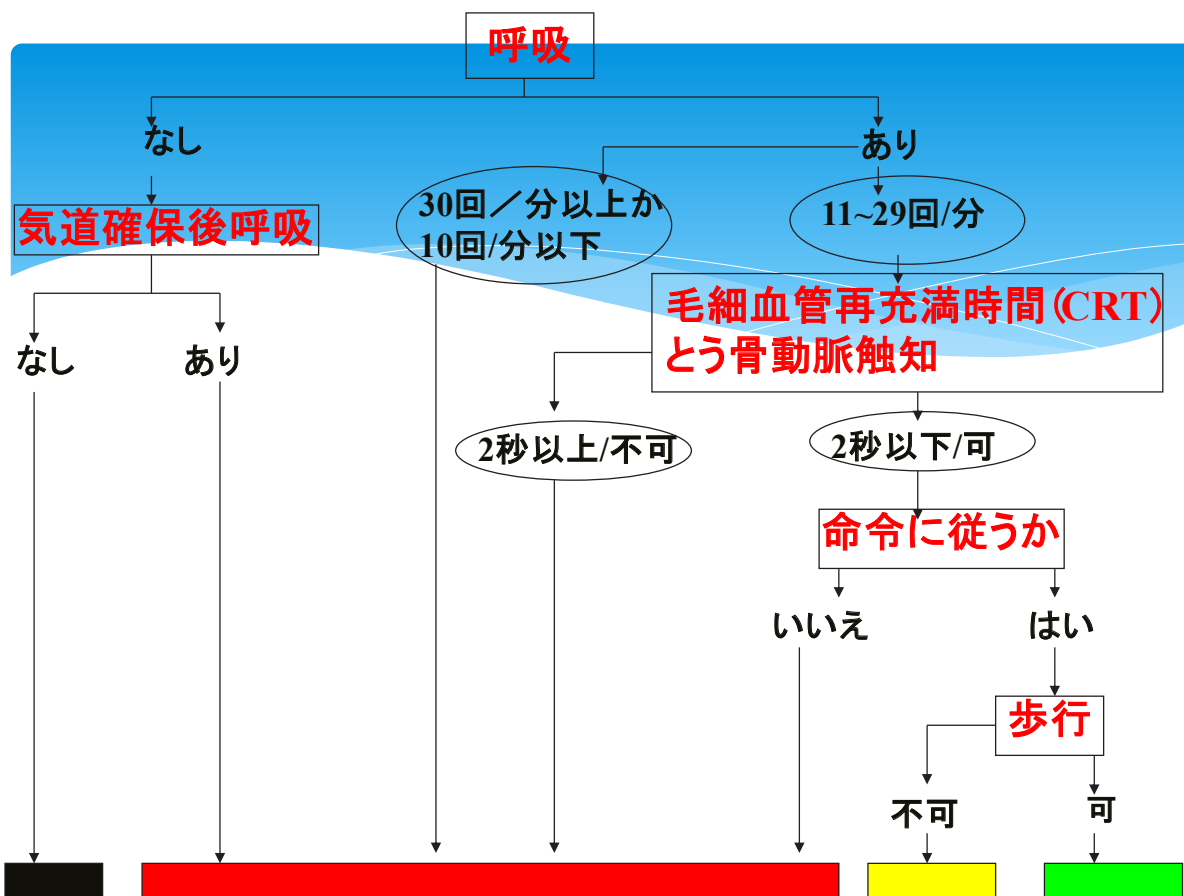 呼吸
なし
あり
30回／分以上か
10回/分以下
11~29回/分
気道確保後呼吸
毛細血管再充満時間(CRT)
とう骨動脈触知
なし
あり
2秒以上/不可
2秒以下/可
命令に従うか
いいえ
はい
歩行
不可
可